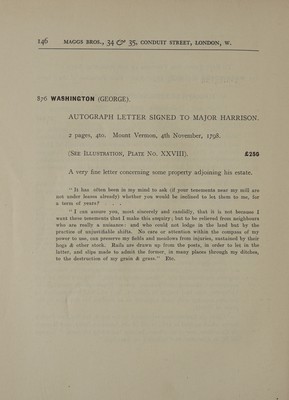 146 MAGGS BROS., 34 & 35, CONDUIT STREET, LONDON, W.
876 WASHINGTON (GEORGE).
AUTOGRAPH LETTER SIGNED TO MAJOR HARRISON.
2 pages, 4to. Mount Vernon, 4th November, 1798.
(SEE ILLUSTRATION, PLATE NO. XXVIII). £250
A very fine letter concerning some property adjoining his estate.
" It has often been in my mind to ask (if your tenements near my mill are
not under leases already) whether you would be inclined to let them to me, for
a term of years? . . .
" I can assure you, most sincerely and candidly, that it is not because I
want these tenements that I make this enquiry; but to be relieved from neighbours
who are really a nuisance: and who could not lodge in the land but by the
practice of unjustifiable shifts. No care or attention within the compass of my
power to use, can preserve my fields and meadows from injuries, sustained by their
hogs & other stock. Rails are drawn up from the posts, in order to let in the
latter; and slips made to admit the former, in many places through my ditches,
to the destruction of my grain & grass." Etc.